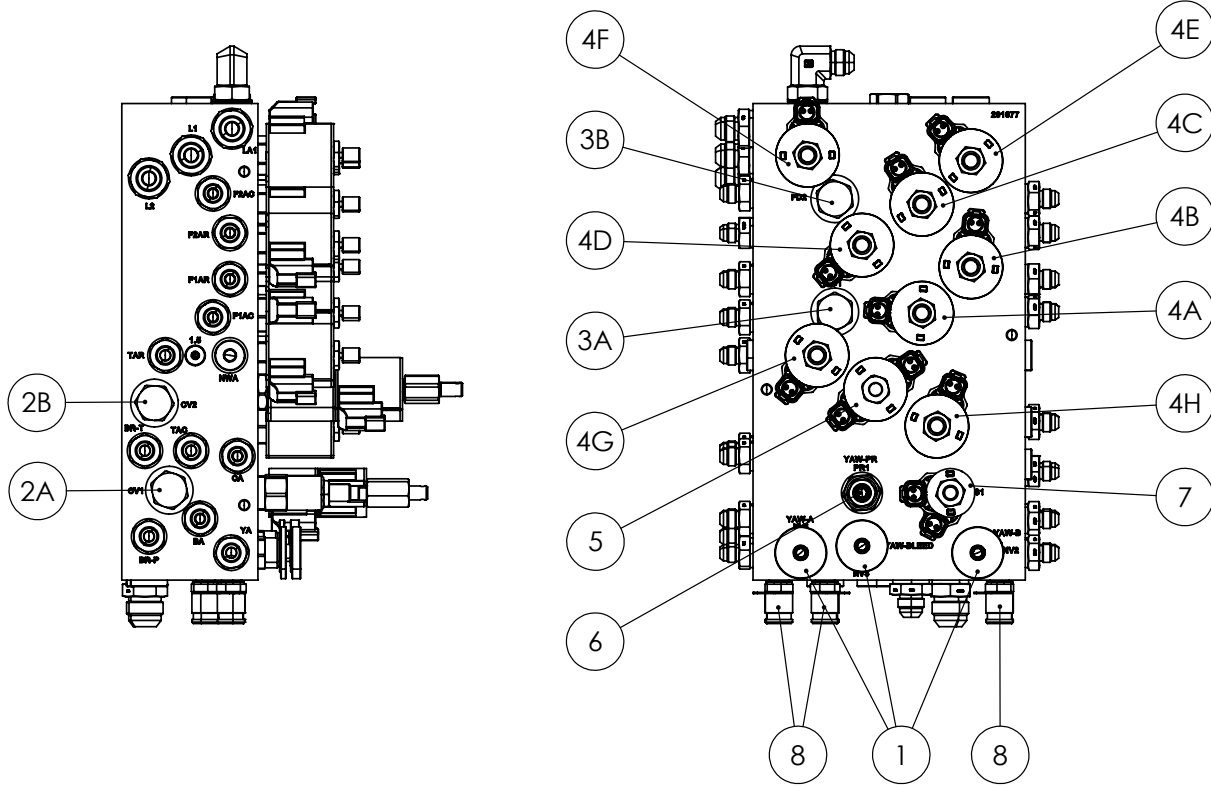 4F
4E
3B
4C
4D
4B
3A
4A
4G
4H
5
7
6
8
1
8
2B
2A
L1
LA1
L2
P2AC
P2AR
P1AR
P1AC
TAR
1.5
NWA
CV2
BR-T
TAC
CA
CV1
BA
YA
BR-P
291677
PD2
YAW-PR
PR1
S1
YAW-A
YAW-BLEED
YAW-B
NV2